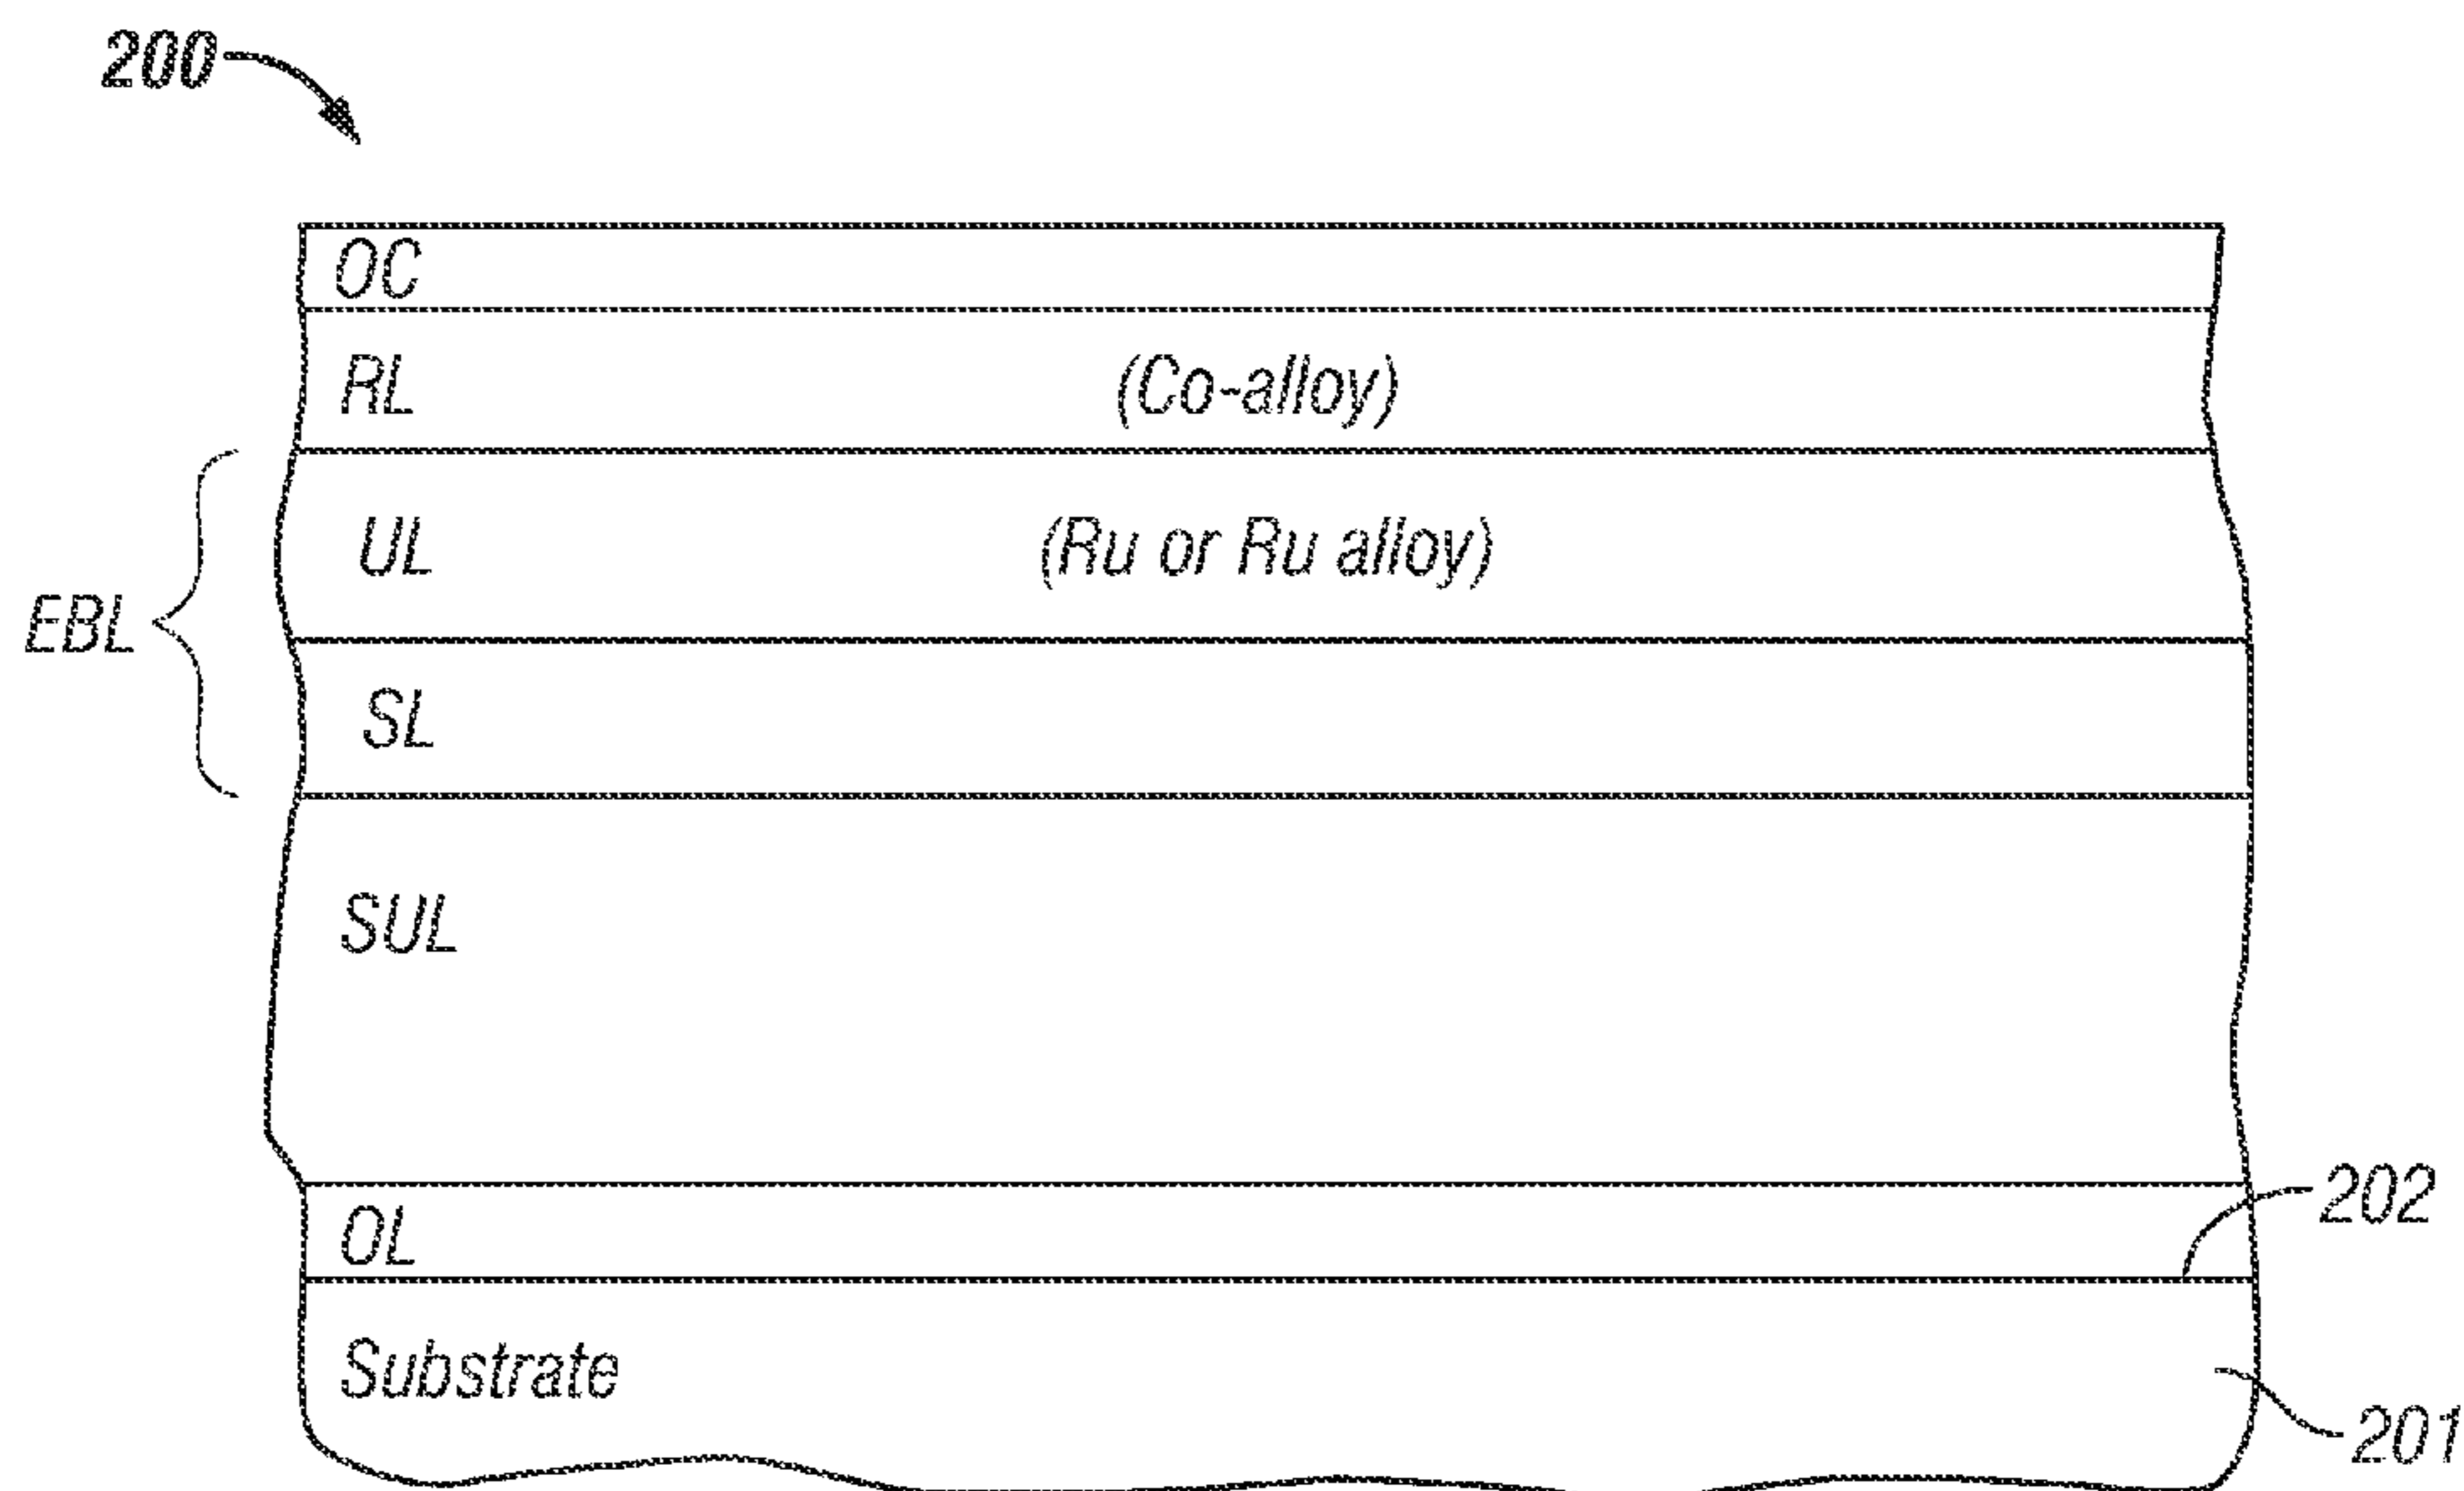 200
OC
RL (Co-alloy)
UL (Ru or Ru alloy)
EBL
SL
SUL
202
OL
Substrate
201